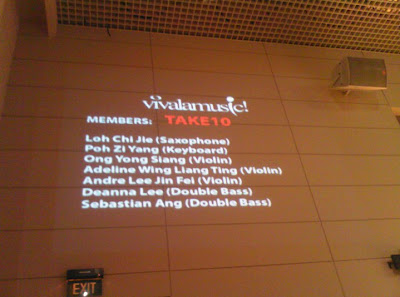 vivalamusic!
MEMBERS: TAKE10
Loh Chi Jie (Saxophone)
Poh Zi Yang (Keyboard)
Ong Yong Siang (Violin)
Adeline Wing Liang Ting (Violin)
Andre Lee Jin Fei (Violin)
Deanna Lee (Double Bass)
Sebastian Ang (Double Bass)
EXIT